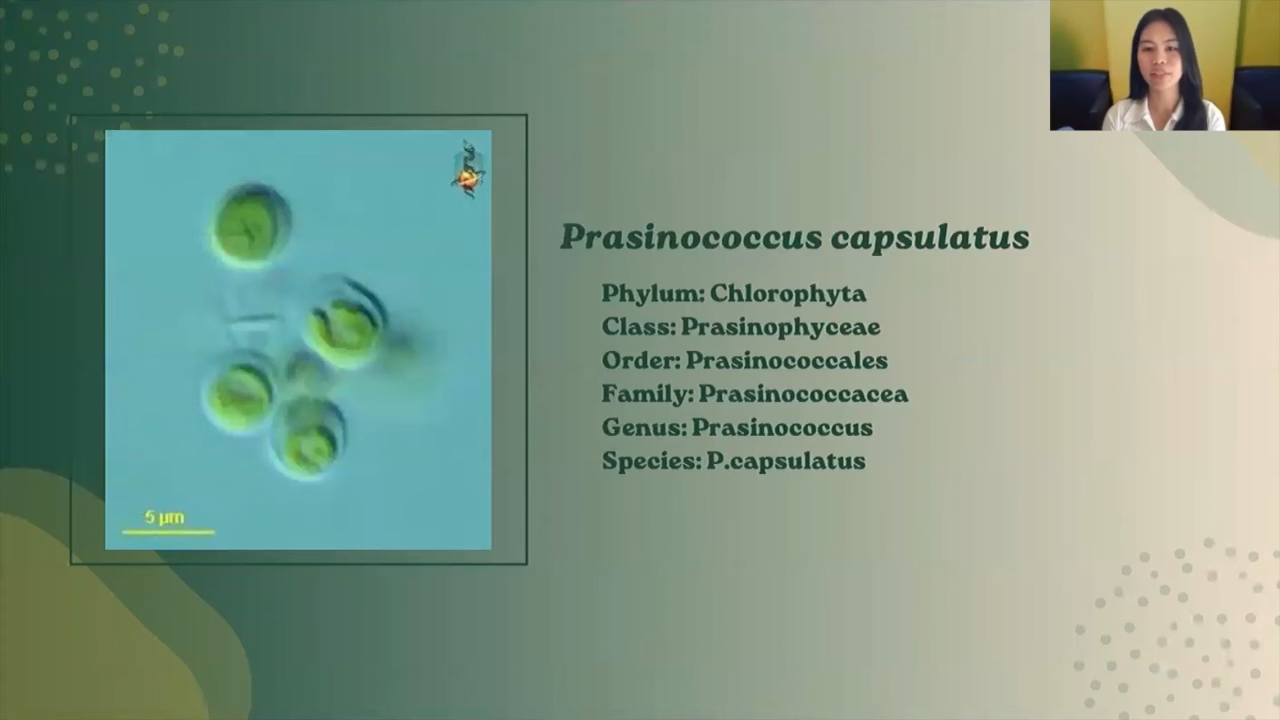 Prasinococcus capsulatus
Phylum: Chlorophyta
Class: Prasinophyceae
Order: Prasinococcales
Family: Prasinococcacea
Genus: Prasinococcus
Species: P.capsulatus
5 µm